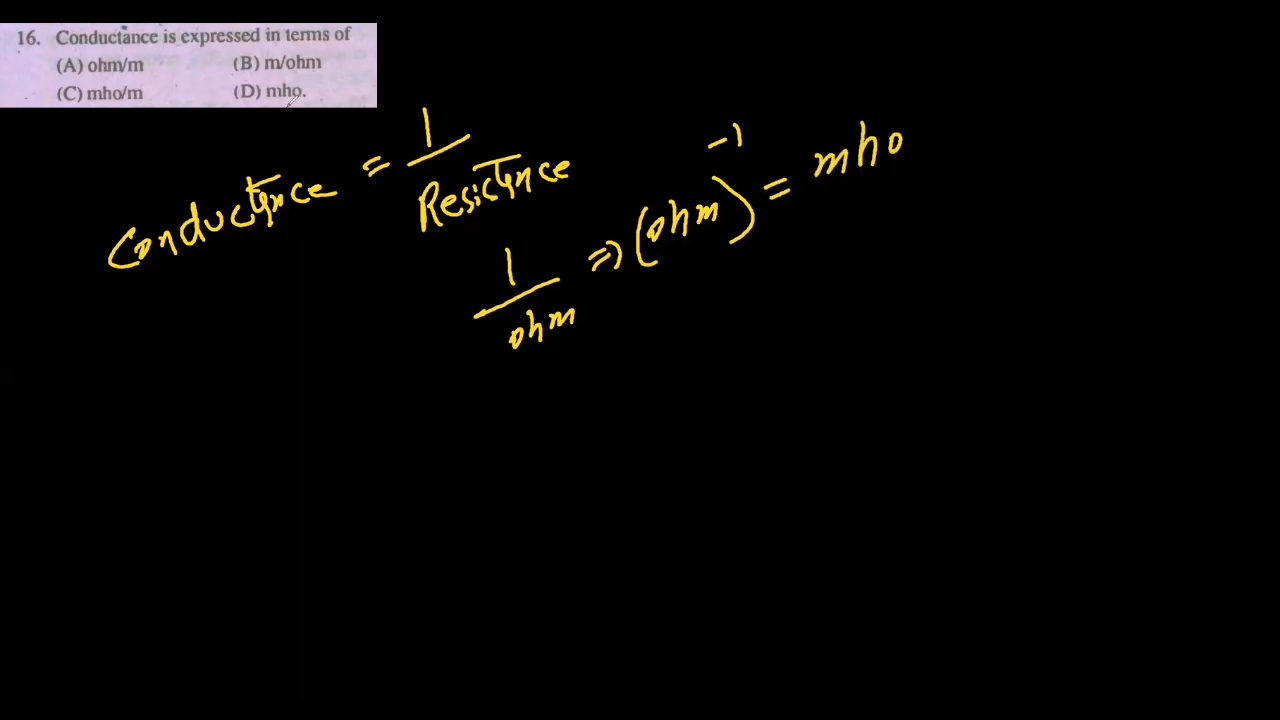 16. Conductance is expressed in terms of
(A) ohm/m (B) m/ohm
(C) mho/m (D) mho.
Conductance = 1/Resistance
1/ohm => (ohm)^-1 = mho